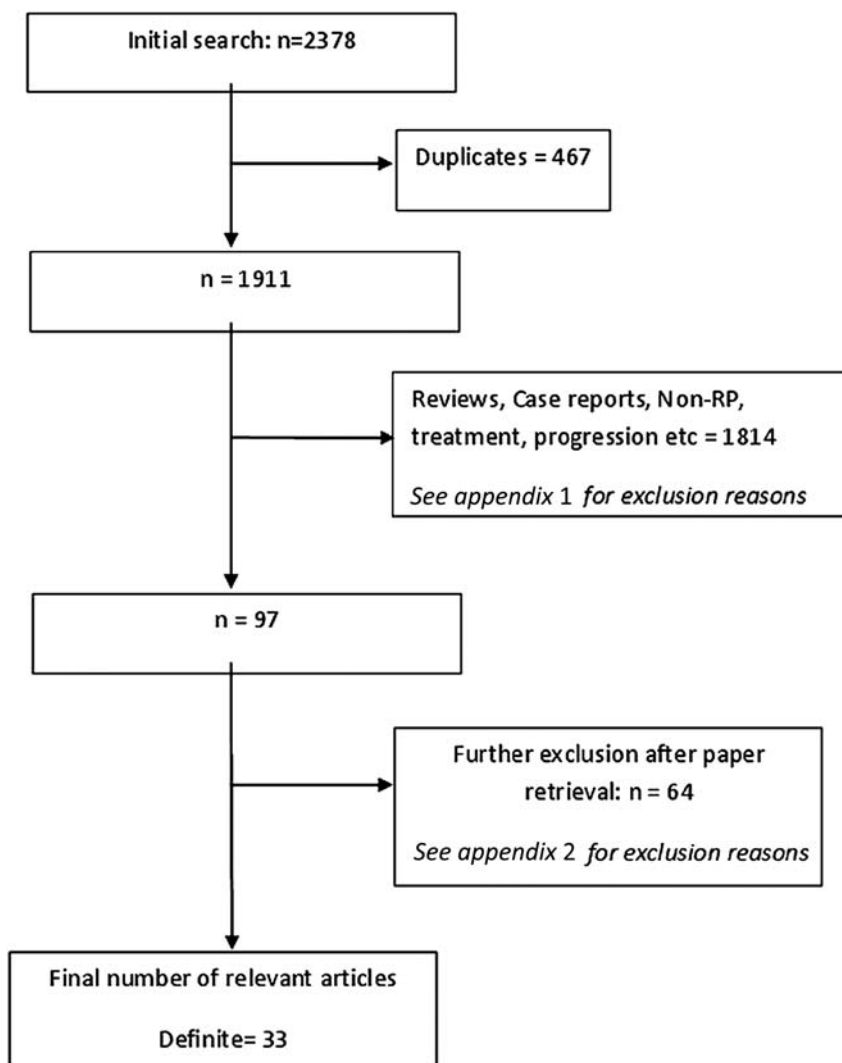 Initial search: n=2378
Duplicates = 467
n = 1911
Reviews, Case reports, Non-RP,
treatment, progression etc = 1814
See appendix 1 for exclusion reasons
n = 97
Further exclusion after paper
retrieval: n = 64
See appendix 2 for exclusion reasons
Final number of relevant articles
Definite= 33